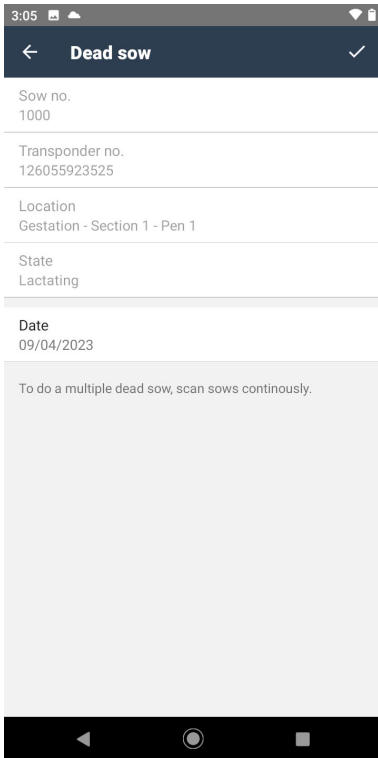 3:05
Dead sow
Sow no.
1000
Transponder no.
126055923525
Location
Gestation - Section 1 - Pen 1
State
Lactating
Date
09/04/2023
To do a multiple dead sow, scan sows continously.